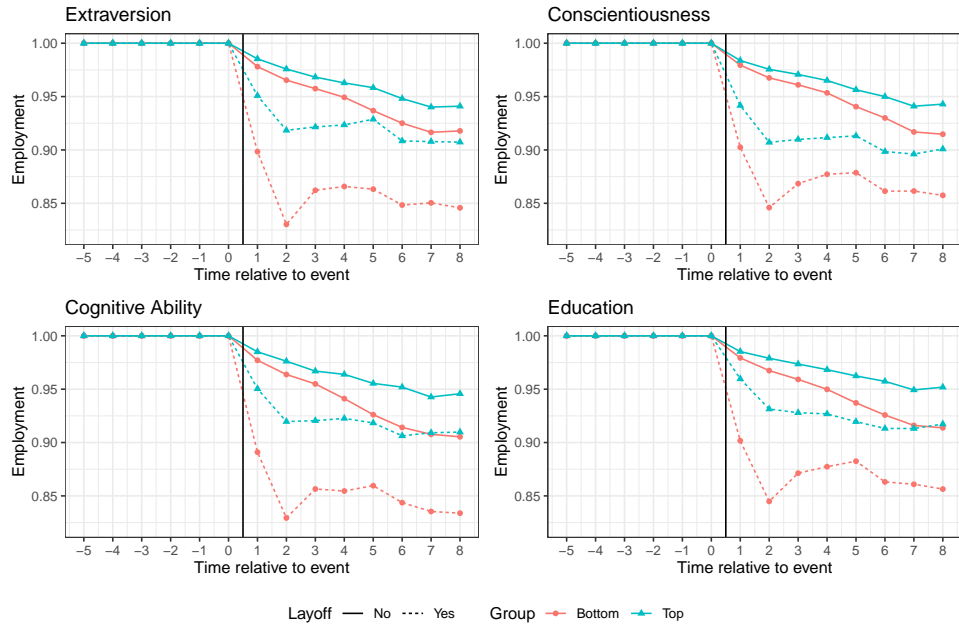 Extraversion
Conscientiousness
1.00
0.95
0.90
0.85
Employment
−5 −4 −3 −2 −1 0 1 2 3 4 5 6 7 8
Time relative to event
1.00
0.95
0.90
0.85
Employment
−5 −4 −3 −2 −1 0 1 2 3 4 5 6 7 8
Time relative to event
Cognitive Ability
Education
1.00
0.95
0.90
0.85
Employment
−5 −4 −3 −2 −1 0 1 2 3 4 5 6 7 8
Time relative to event
1.00
0.95
0.90
0.85
Employment
−5 −4 −3 −2 −1 0 1 2 3 4 5 6 7 8
Time relative to event
Layoff No Yes Group Bottom Top